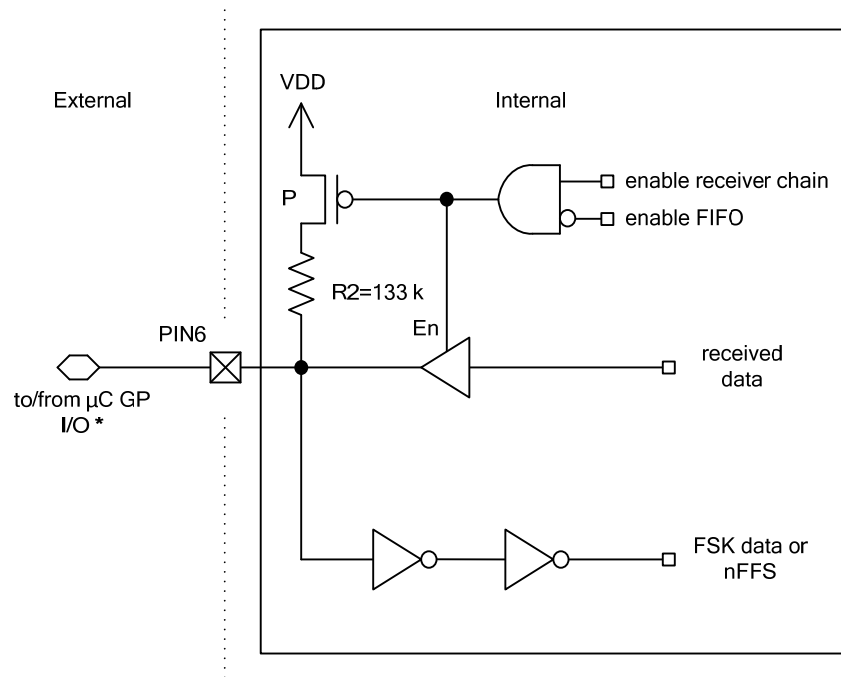 External
Internal
VDD
P
enable receiver chain
enable FIFO
R2=133 k
En
PIN6
received
data
to/from µC GP
I/O *
FSK data or
nFFS